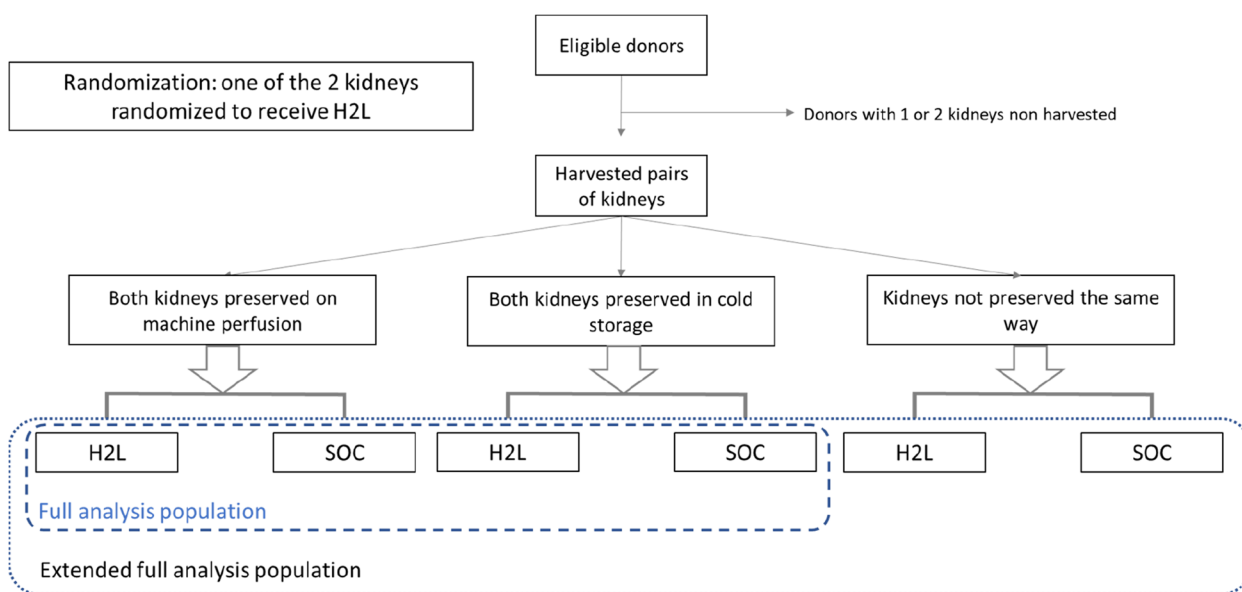 Eligible donors
Randomization: one of the 2 kidneys
randomized to receive H2L
Donors with 1 or 2 kidneys non harvested
Harvested pairs
of kidneys
Both kidneys preserved on
machine perfusion
Both kidneys preserved in cold
storage
Kidneys not preserved the same
way
H2L
SOC
H2L
SOC
H2L
SOC
Full analysis population
Extended full analysis population